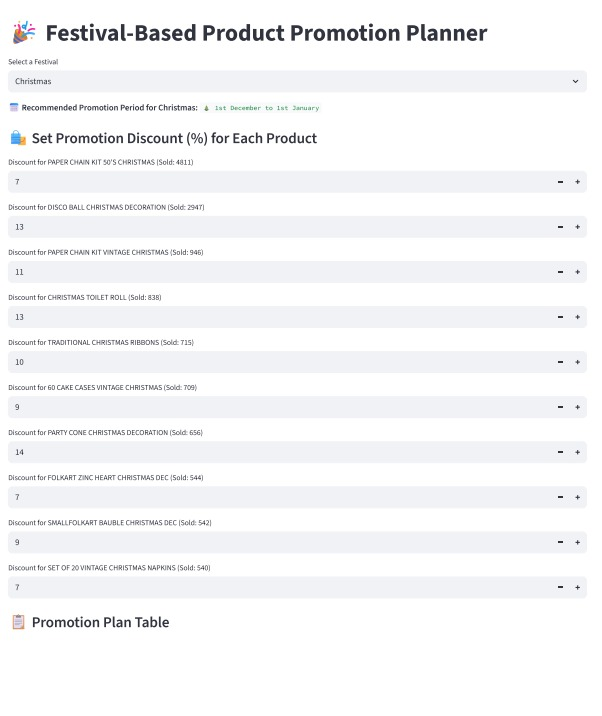 Festival-Based Product Promotion Planner
Select a Festival
Christmas
Recommended Promotion Period for Christmas: 1st December to 1st January
Set Promotion Discount (%) for Each Product
Discount for PAPER CHAIN KIT 50'S CHRISTMAS (Sold: 4811)
7
Discount for DISCO BALL CHRISTMAS DECORATION (Sold: 2947)
13
Discount for PAPER CHAIN KIT VINTAGE CHRISTMAS (Sold: 946)
11
Discount for CHRISTMAS TOILET ROLL (Sold: 838)
13
Discount for TRADITIONAL CHRISTMAS RIBBONS (Sold: 715)
10
Discount for 60 CAKE CASES VINTAGE CHRISTMAS (Sold: 709)
9
Discount for PARTY CONE CHRISTMAS DECORATION (Sold: 656)
14
Discount for FOLKART ZINC HEART CHRISTMAS DEC (Sold: 544)
7
Discount for SMALLFOLKART BAUBLE CHRISTMAS DEC (Sold: 542)
9
Discount for SET OF 20 VINTAGE CHRISTMAS NAPKINS (Sold: 540)
7
Promotion Plan Table